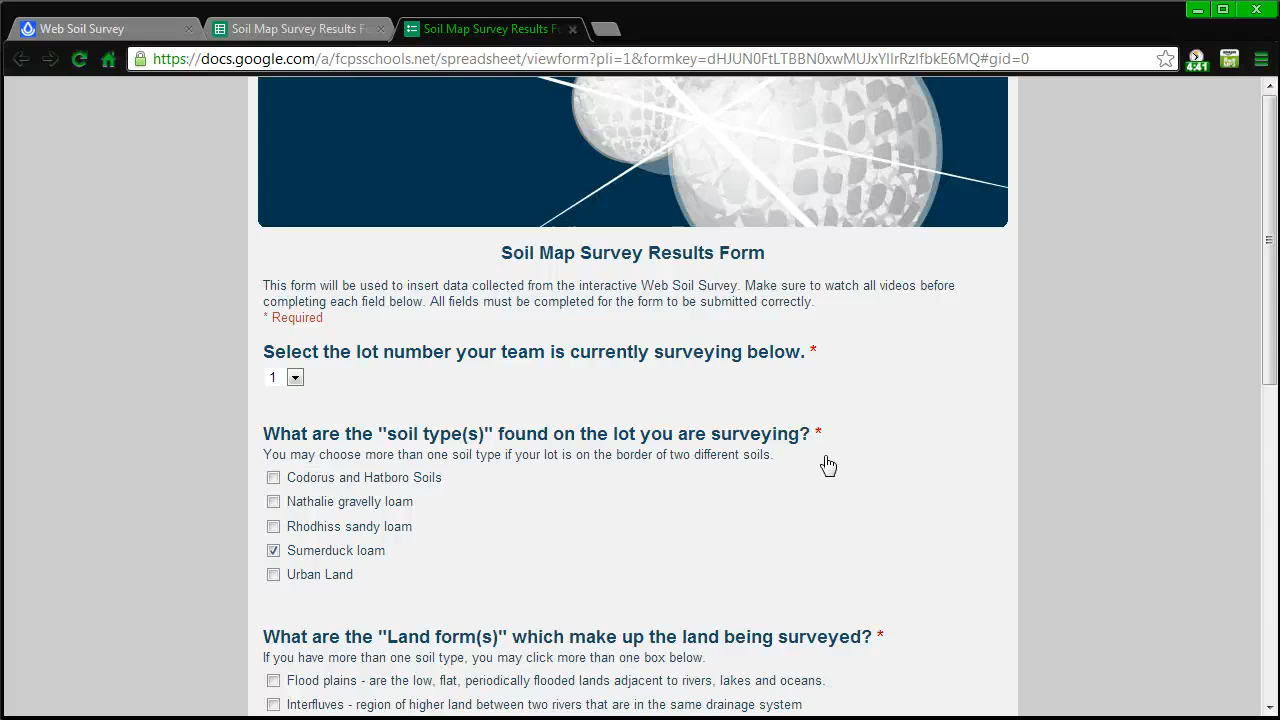 Web Soil Survey
Soil Map Survey Results F
Soil Map Survey Results F
https://docs.google.com/a/fcpsschools.net/spreadsheet/viewform?pli=1&formkey=dHJUN0FtLTBBN0xwMUJxYlIrRzlfbkE6MQ#gid=0
4:41
Soil Map Survey Results Form
This form will be used to insert data collected from the interactive Web Soil Survey. Make sure to watch all videos before
completing each field below. All fields must be completed for the form to be submitted correctly.
* Required
Select the lot number your team is currently surveying below. *
1
What are the "soil type(s)" found on the lot you are surveying? *
You may choose more than one soil type if your lot is on the border of two different soils.
Codorus and Hatboro Soils
Nathalie gravelly loam
Rhodhiss sandy loam
Sumerduck loam
Urban Land
What are the "Land form(s)" which make up the land being surveyed? *
If you have more than one soil type, you may click more than one box below.
Flood plains - are the low, flat, periodically flooded lands adjacent to rivers, lakes and oceans.
Interfluves - region of higher land between two rivers that are in the same drainage system